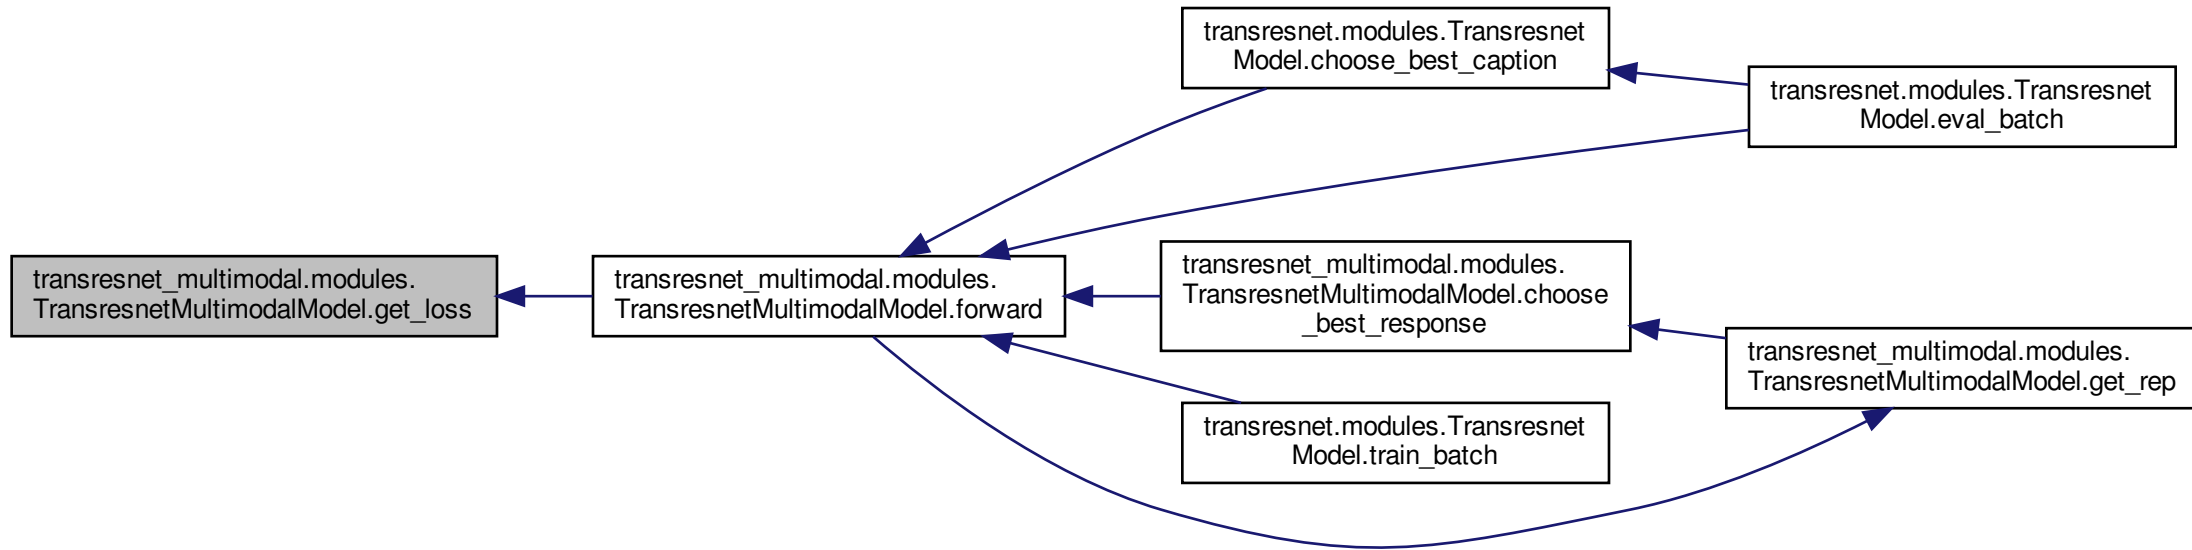 transresnet_multimodal.modules.
TransresnetMultimodalModel.get_loss
transresnet_multimodal.modules.
TransresnetMultimodalModel.forward
transresnet.modules.Transresnet
Model.choose_best_caption
transresnet.modules.Transresnet
Model.eval_batch
transresnet_multimodal.modules.
TransresnetMultimodalModel.choose
_best_response
transresnet_multimodal.modules.
TransresnetMultimodalModel.get_rep
transresnet.modules.Transresnet
Model.train_batch